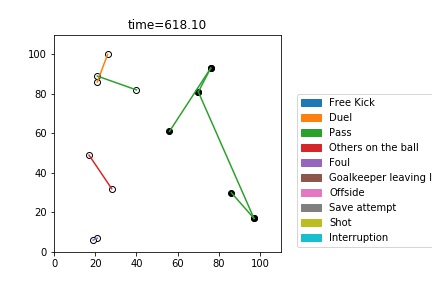 time=618.10
100
80
60
40
20
0
0 20 40 60 80 100
Free Kick
Duel
Pass
Others on the ball
Foul
Goalkeeper leaving l
Offside
Save attempt
Shot
Interruption